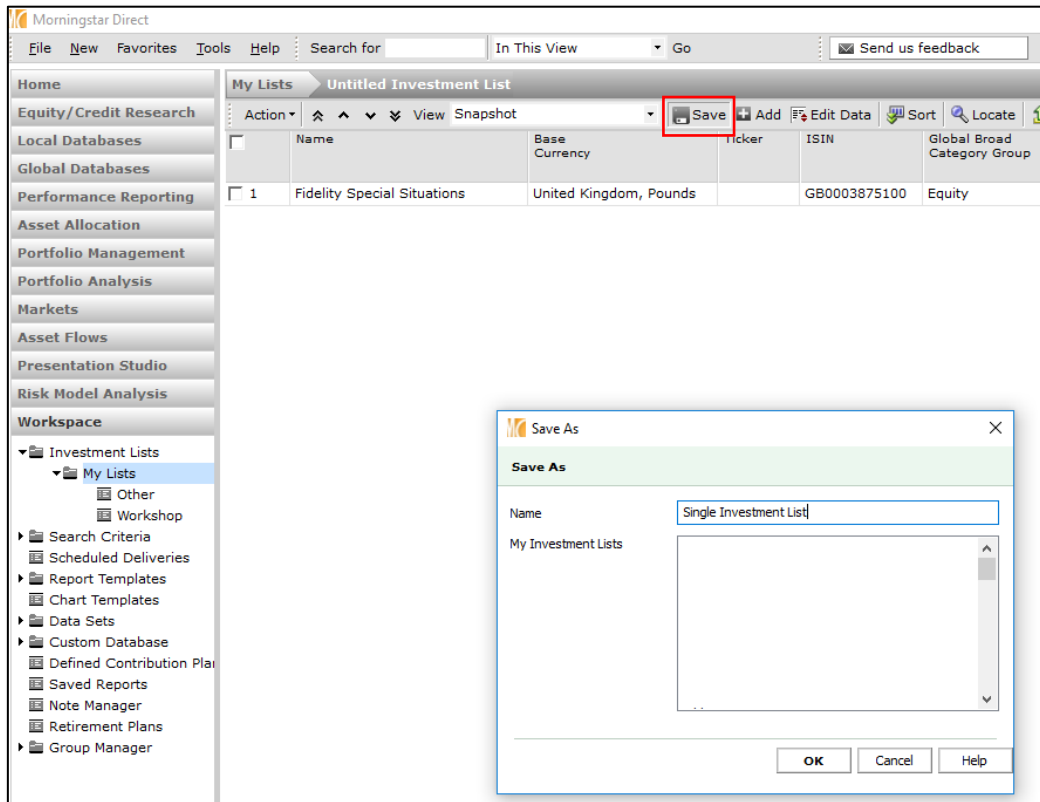 Morningstar Direct
File New Favorites Tools Help Search for In This View Go Send us feedback
Home
Equity/Credit Research
Local Databases
Global Databases
Performance Reporting
Asset Allocation
Portfolio Management
Portfolio Analysis
Markets
Asset Flows
Presentation Studio
Risk Model Analysis
Workspace
Investment Lists
My Lists
Other
Workshop
Search Criteria
Scheduled Deliveries
Report Templates
Chart Templates
Data Sets
Custom Database
Defined Contribution Pla
Saved Reports
Note Manager
Retirement Plans
Group Manager
My Lists Untitled Investment List
Action View Snapshot Save Add Edit Data Sort Locate
Name Base Currency Ticker ISIN Global Broad Category Group
1 Fidelity Special Situations United Kingdom, Pounds GB0003875100 Equity
Save As
Save As
Name Single Investment List
My Investment Lists
OK Cancel Help